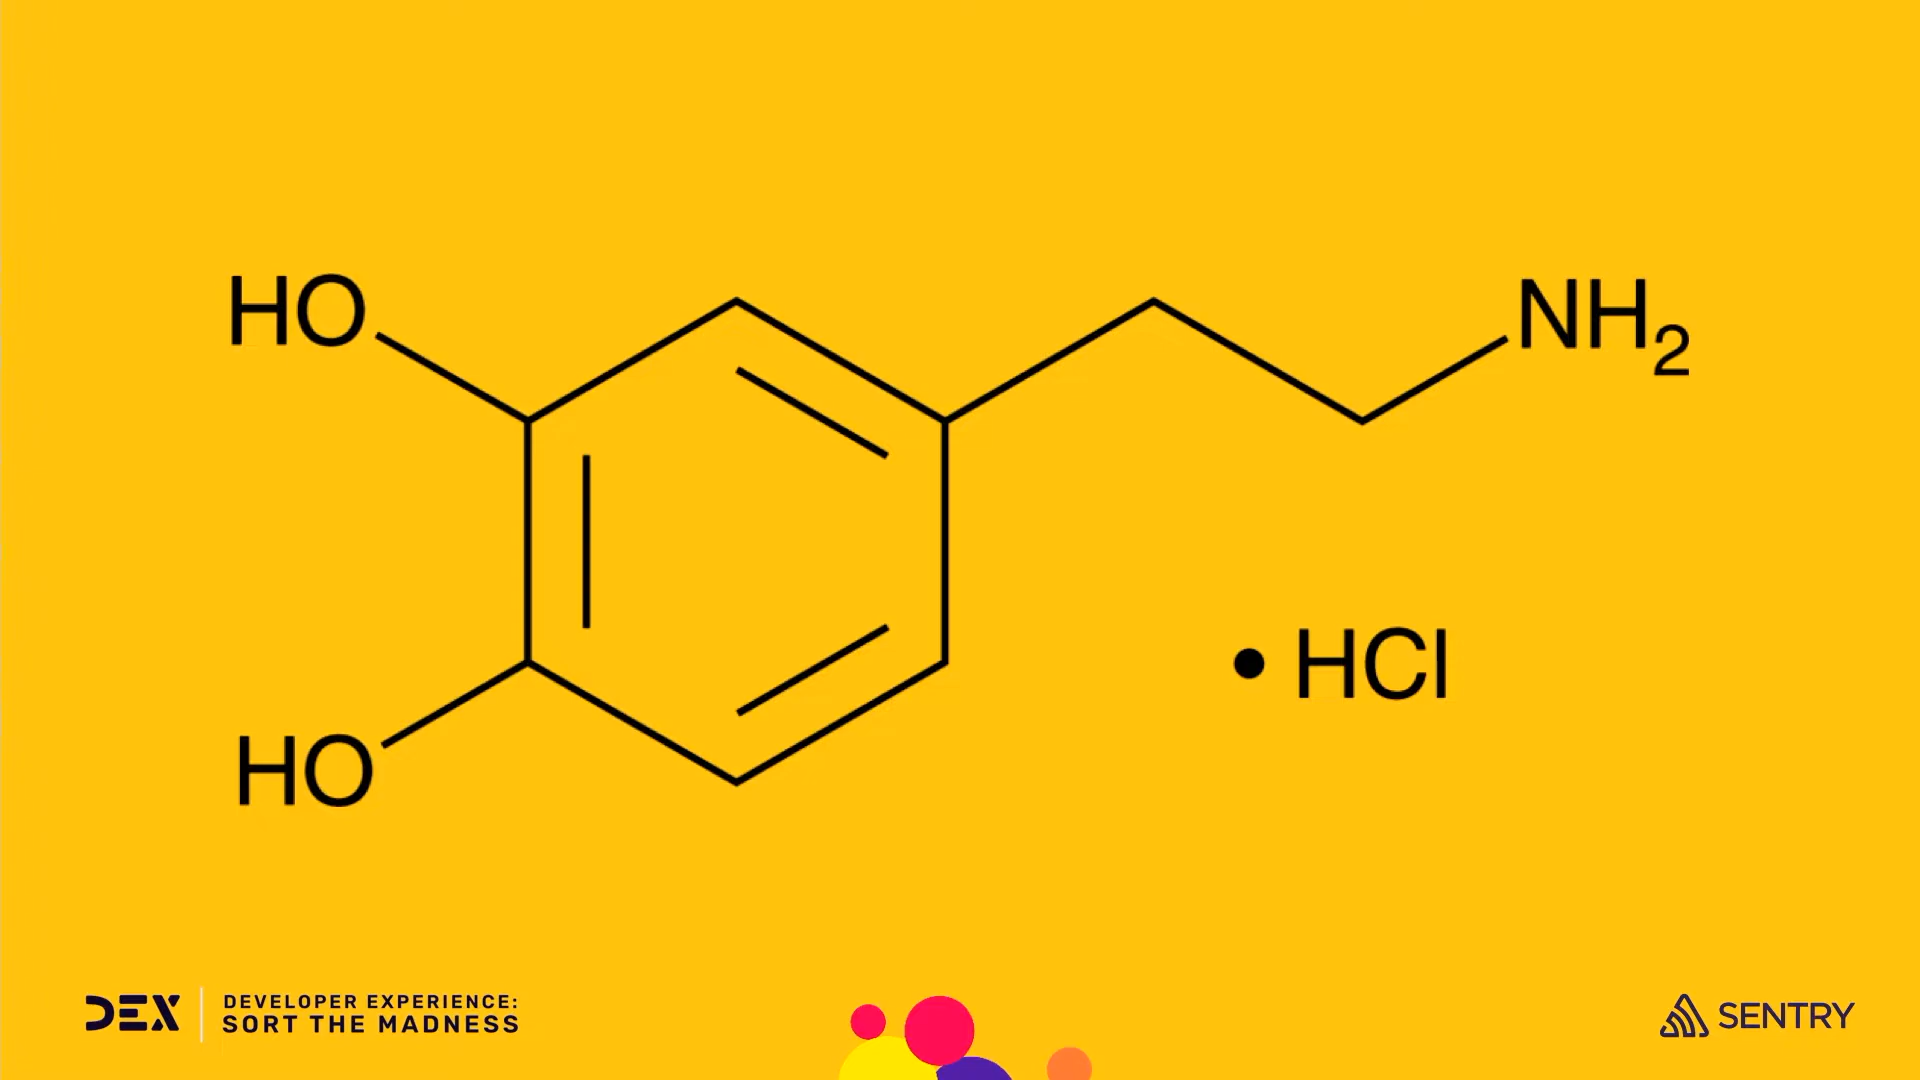 HO
NH2
• HCl
HO
DEX
DEVELOPER EXPERIENCE:
SORT THE MADNESS
SENTRY